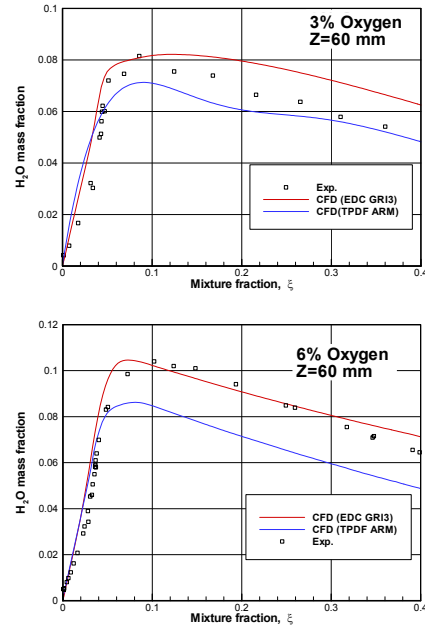 3% Oxygen
Z=60 mm
0.1
0.08
0.06
0.04
0.02
0
H2O mass fraction
Exp.
CFD (EDC GRI3)
CFD(TPDF ARM)
0 0.1 0.2 0.3 0.4
Mixture fraction, ξ
6% Oxygen
Z=60 mm
0.12
0.1
0.08
0.06
0.04
0.02
0
H2O mass fraction
CFD (EDC GRI3)
CFD (TPDF ARM)
Exp.
0 0.1 0.2 0.3 0.4
Mixture fraction, ξ